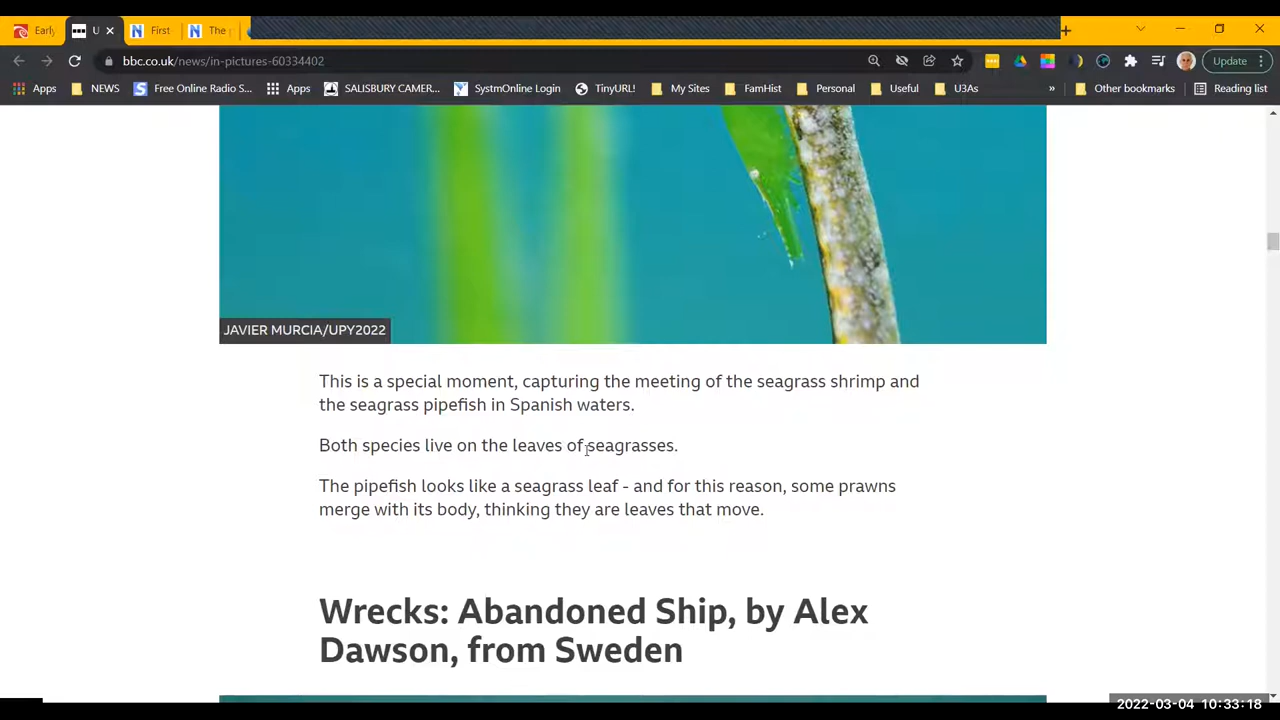 Early
U
First
The
bbc.co.uk/news/in-pictures-60334402
Update
Apps
NEWS
Free Online Radio S...
Apps
SALISBURY CAMER...
SystmOnline Login
TinyURL!
My Sites
FamHist
Personal
Useful
U3As
»
Other bookmarks
Reading list
JAVIER MURCIA/UPY2022
This is a special moment, capturing the meeting of the seagrass shrimp and
the seagrass pipefish in Spanish waters.
Both species live on the leaves of seagrasses.
The pipefish looks like a seagrass leaf - and for this reason, some prawns
merge with its body, thinking they are leaves that move.
Wrecks: Abandoned Ship, by Alex
Dawson, from Sweden
2022-03-04 10:33:18